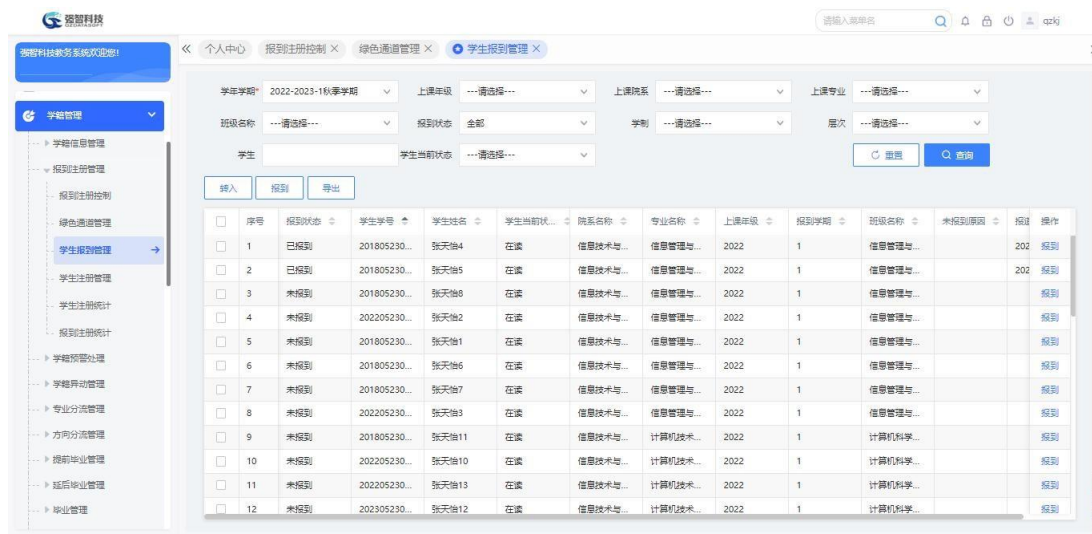 强智科技
QZDATASOFT
请输入菜单名
qzkj
强智科技教务系统欢迎您!
个人中心 报到注册控制 × 绿色通道管理 × 学生报到管理 ×
学籍管理
学籍信息管理
报到注册管理
报到注册控制
绿色通道管理
学生报到管理
学生注册管理
学生注册统计
报到注册统计
学籍预警处理
学籍异动管理
专业分流管理
方向分流管理
提前毕业管理
延后毕业管理
毕业管理
学年学期* 2022-2023-1秋季学期 上课年级 ---请选择--- 上课院系 ---请选择--- 上课专业 ---请选择---
班级名称 ---请选择--- 报到状态 全部 学制 ---请选择--- 层次 ---请选择---
学生 学生当前状态 ---请选择--- 重置 查询
转入 报到 导出
序号 报到状态 学生学号 学生姓名 学生当前状... 院系名称 专业名称 上课年级 报到学期 班级名称 未报到原因 操作
1 已报到 201805230... 张天怡4 在读 信息技术与... 信息管理与... 2022 1 信息管理与... 202 报到
2 已报到 201805230... 张天怡5 在读 信息技术与... 信息管理与... 2022 1 信息管理与... 202 报到
3 未报到 201805230... 张天怡8 在读 信息技术与... 信息管理与... 2022 1 信息管理与... 报到
4 未报到 202205230... 张天怡2 在读 信息技术与... 信息管理与... 2022 1 信息管理与... 报到
5 未报到 201805230... 张天怡1 在读 信息技术与... 信息管理与... 2022 1 信息管理与... 报到
6 未报到 201805230... 张天怡6 在读 信息技术与... 信息管理与... 2022 1 信息管理与... 报到
7 未报到 201805230... 张天怡7 在读 信息技术与... 信息管理与... 2022 1 信息管理与... 报到
8 未报到 202205230... 张天怡3 在读 信息技术与... 信息管理与... 2022 1 信息管理与... 报到
9 未报到 201805230... 张天怡11 在读 信息技术与... 计算机技术... 2022 1 计算机科学... 报到
10 未报到 202205230... 张天怡10 在读 信息技术与... 计算机技术... 2022 1 计算机科学... 报到
11 未报到 202205230... 张天怡13 在读 信息技术与... 计算机技术... 2022 1 计算机科学... 报到
12 未报到 202305230... 张天怡12 在读 信息技术与... 计算机技术... 2022 1 计算机科学... 报到